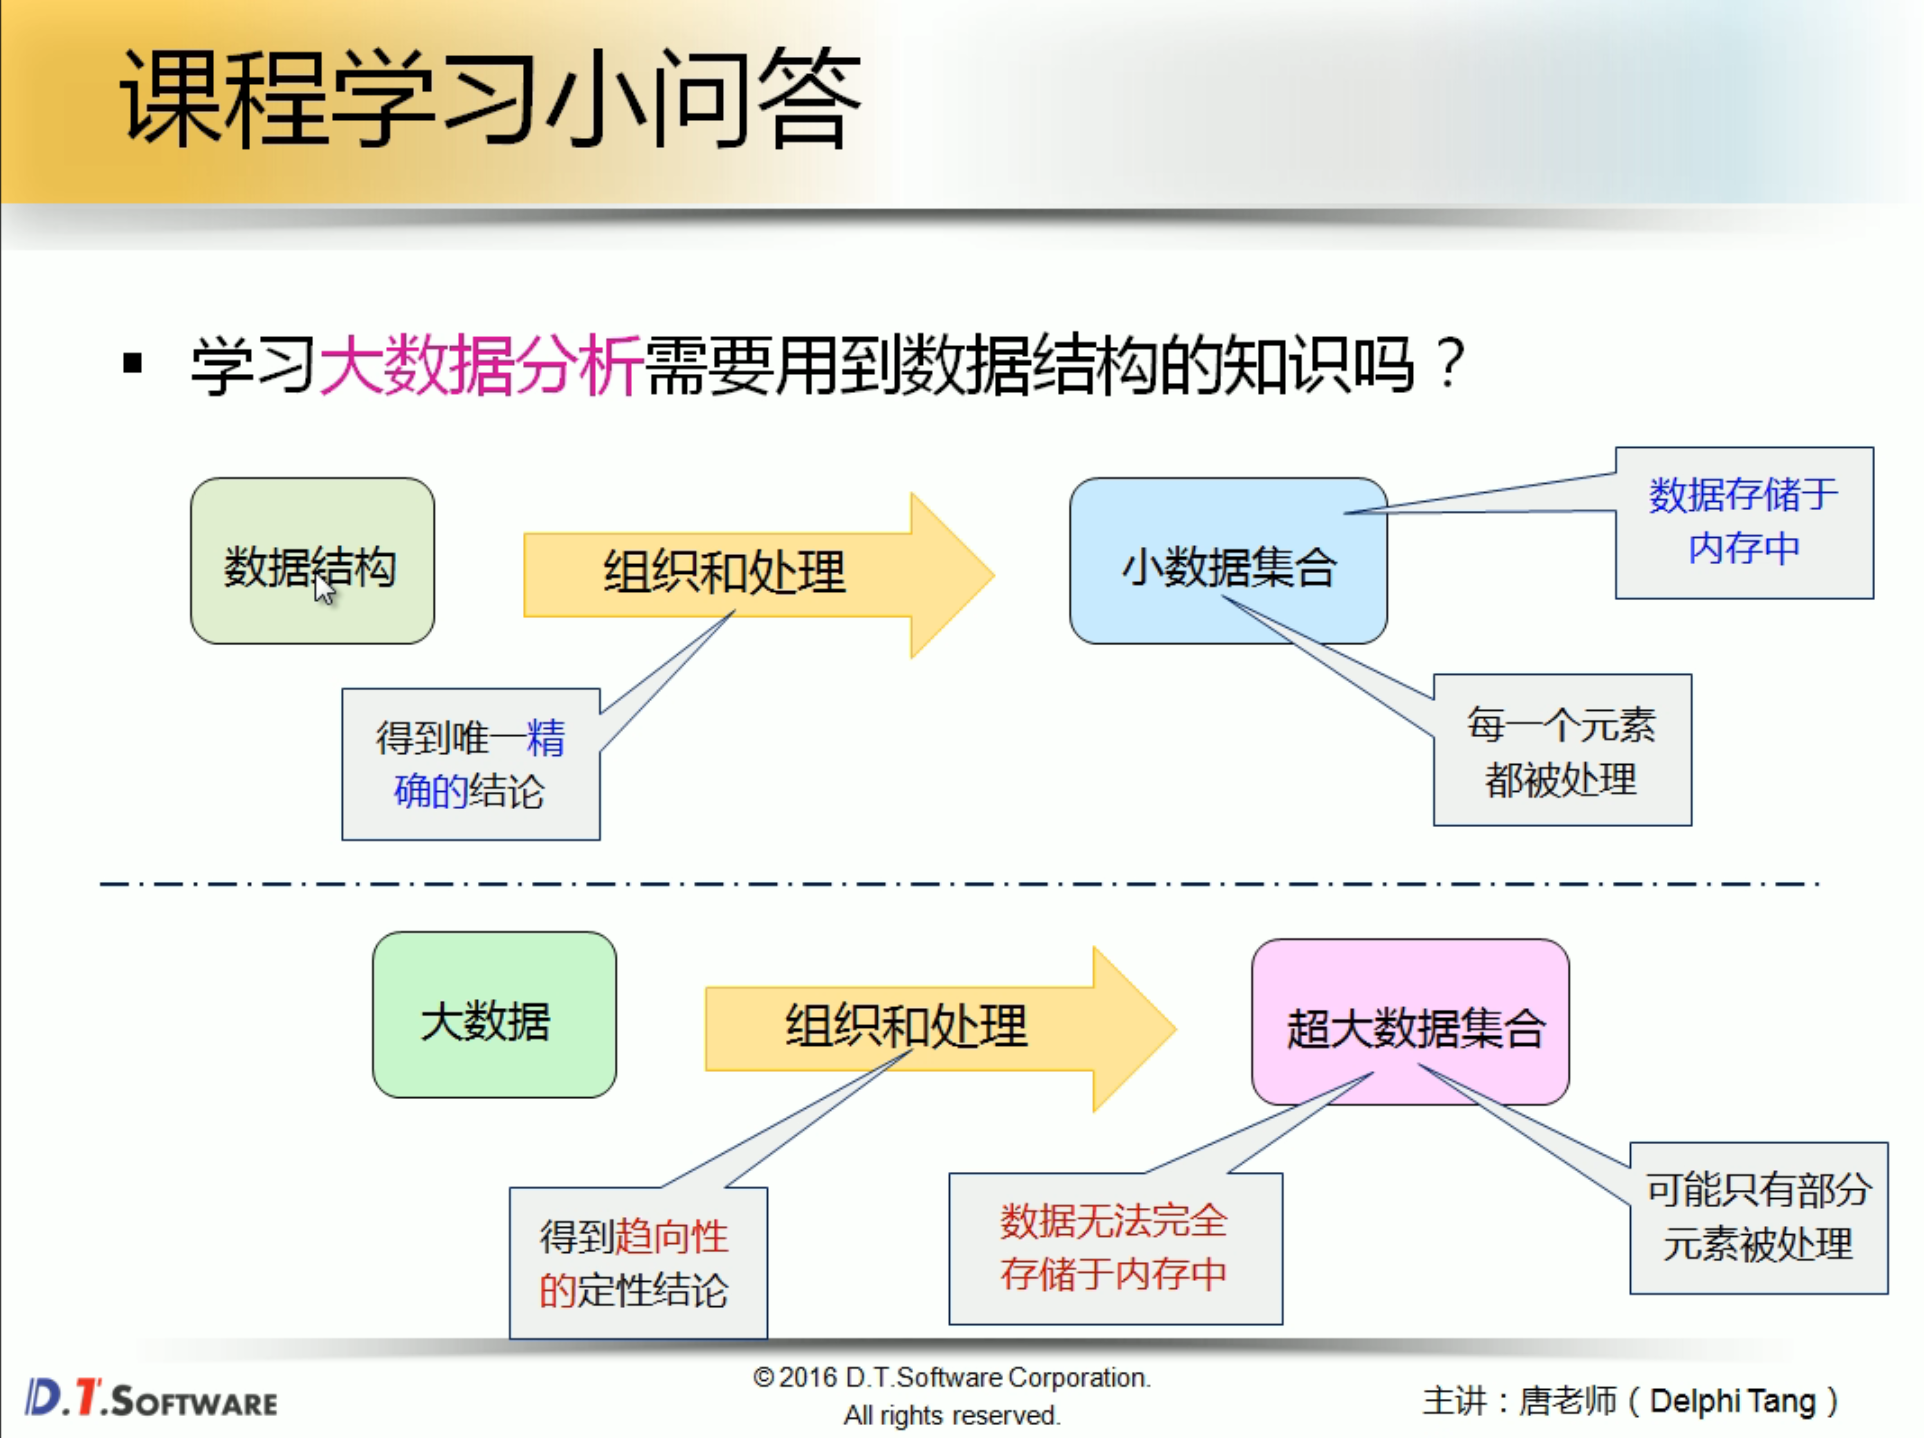 课程学习小问答
▪ 学习大数据分析需要用到数据结构的知识吗？
数据结构
组织和处理
小数据集合
数据存储于
内存中
得到唯一精
确的结论
每一个元素
都被处理
大数据
组织和处理
超大数据集合
得到趋向性
的定性结论
数据无法完全
存储于内存中
可能只有部分
元素被处理
D.T.SOFTWARE
© 2016 D.T.Software Corporation.
All rights reserved.
主讲：唐老师（Delphi Tang）